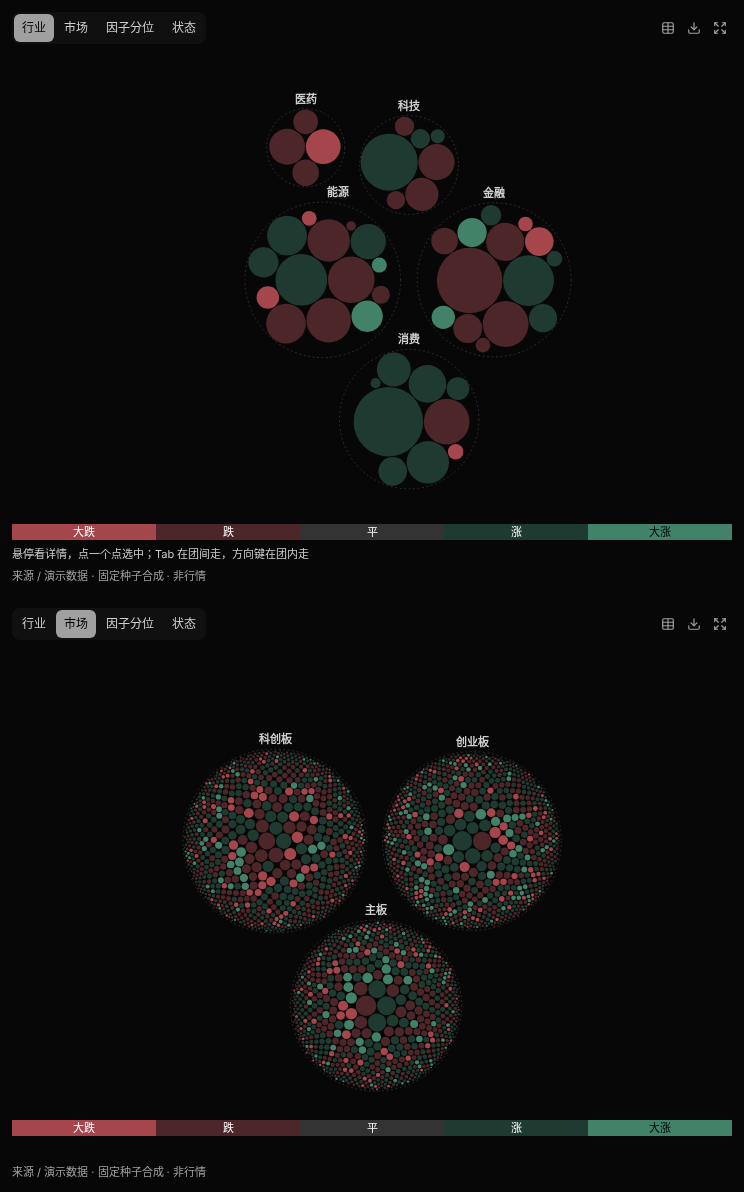 行业 市场 因子分位 状态
医药
科技
能源
金融
消费
大跌 跌 平 涨 大涨
悬停看详情，点一个点选中；Tab 在团间走，方向键在团内走
来源 / 演示数据 · 固定种子合成 · 非行情
行业 市场 因子分位 状态
科创板
创业板
主板
大跌 跌 平 涨 大涨
来源 / 演示数据 · 固定种子合成 · 非行情